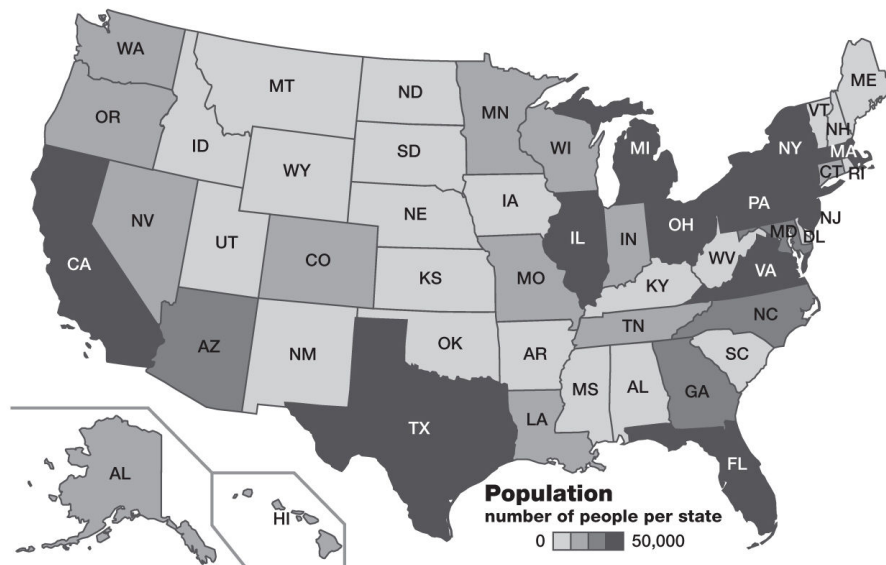 WA
MT
ND
MN
ME
VT
NH
OR
ID
WY
SD
WI
MI
NY
MA
CT
RI
NV
UT
NE
IA
PA
NJ
CA
CO
KS
MO
IL
IN
OH
MD
DL
WV
VA
KY
AZ
NM
OK
AR
TN
NC
SC
MS
AL
GA
TX
LA
FL
AL
HI
Population
number of people per state
0 50,000